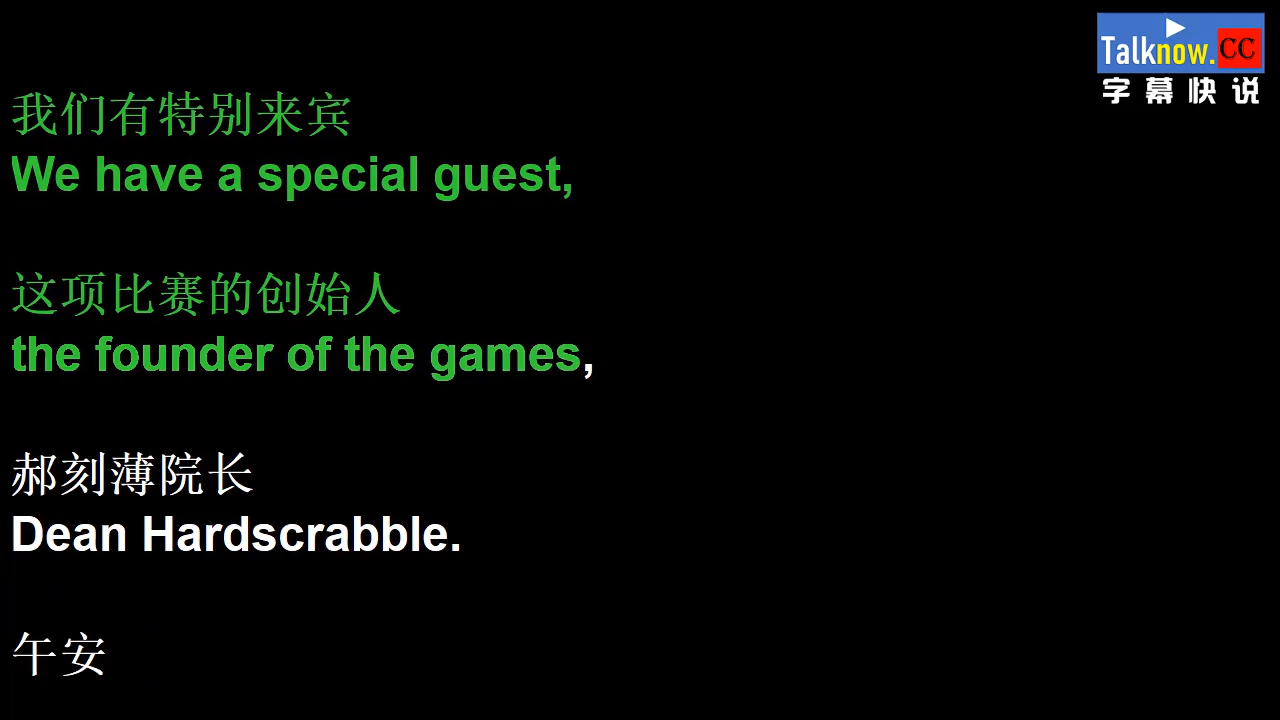 Talknow.CC
字幕快说
我们有特别来宾
We have a special guest,
这项比赛的创始人
the founder of the games,
郝刻薄院长
Dean Hardscrabble.
午安